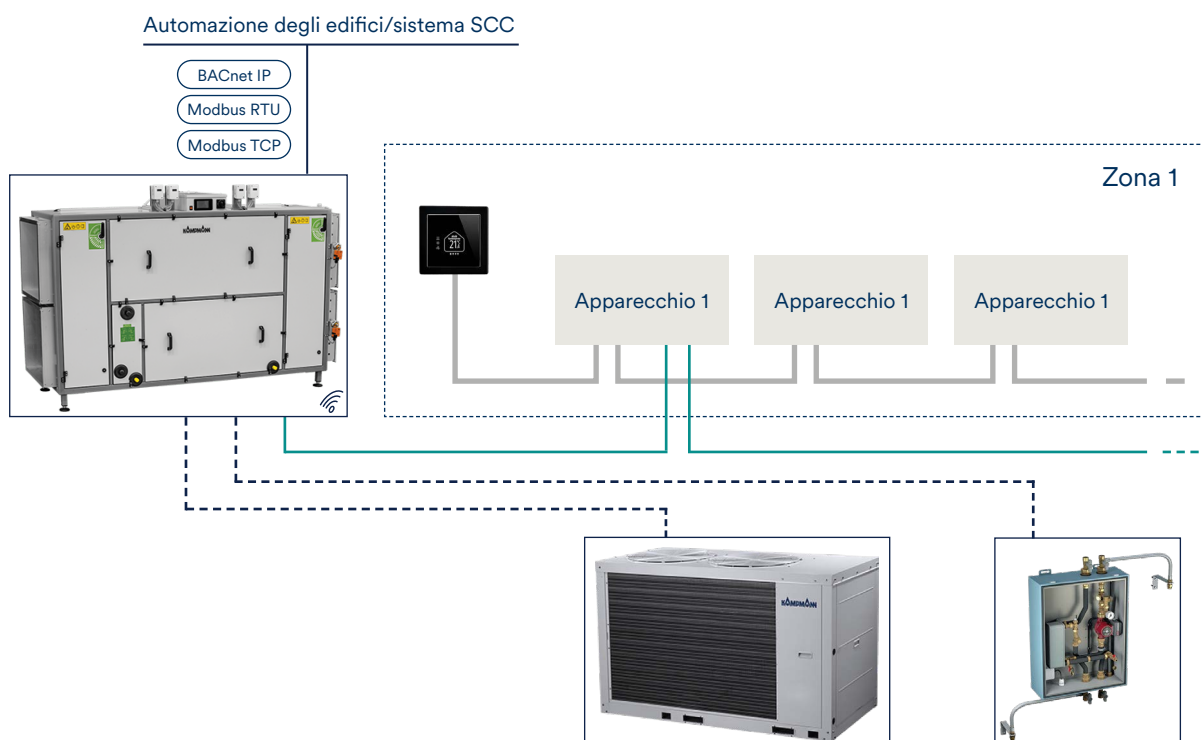 Automazione degli edifici/sistema SCC
BACnet IP
Modbus RTU
Modbus TCP
Zona 1
KAMPMANN
21
Apparecchio 1
Apparecchio 1
Apparecchio 1
KAMPMANN